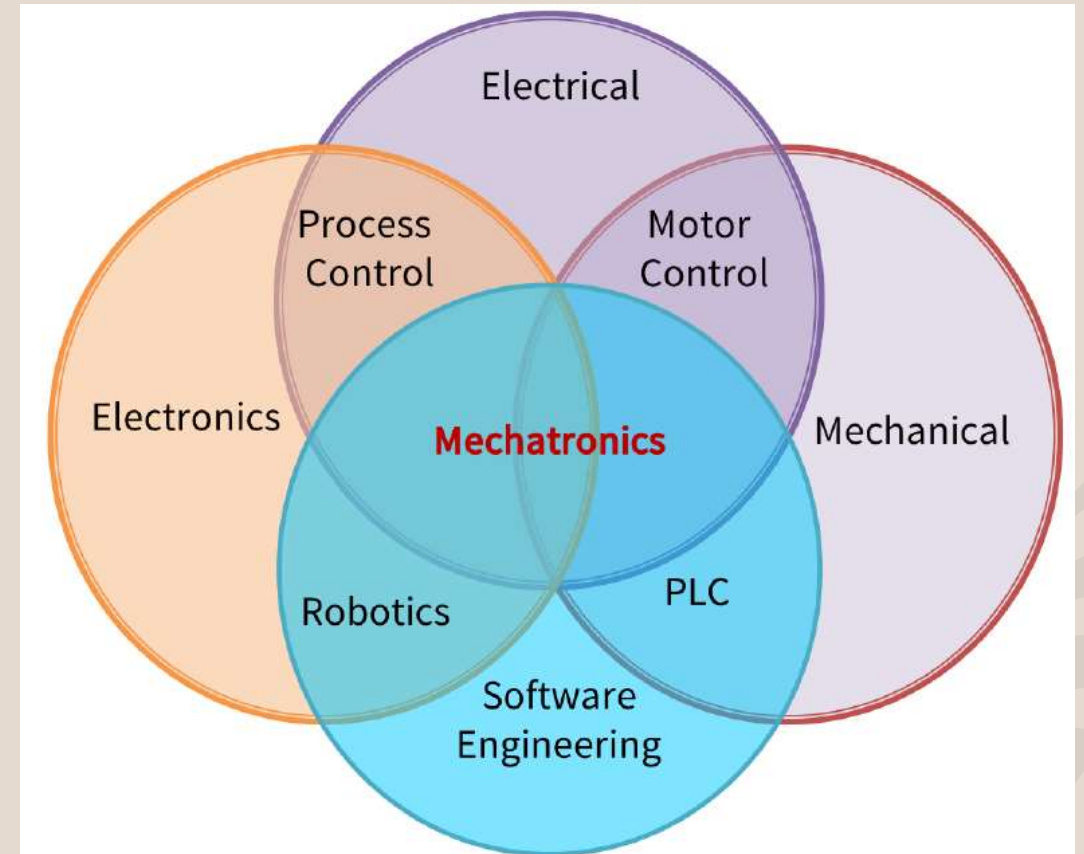 Electrical
Process
Control
Motor
Control
Electronics
Mechatronics
Mechanical
Robotics
PLC
Software
Engineering